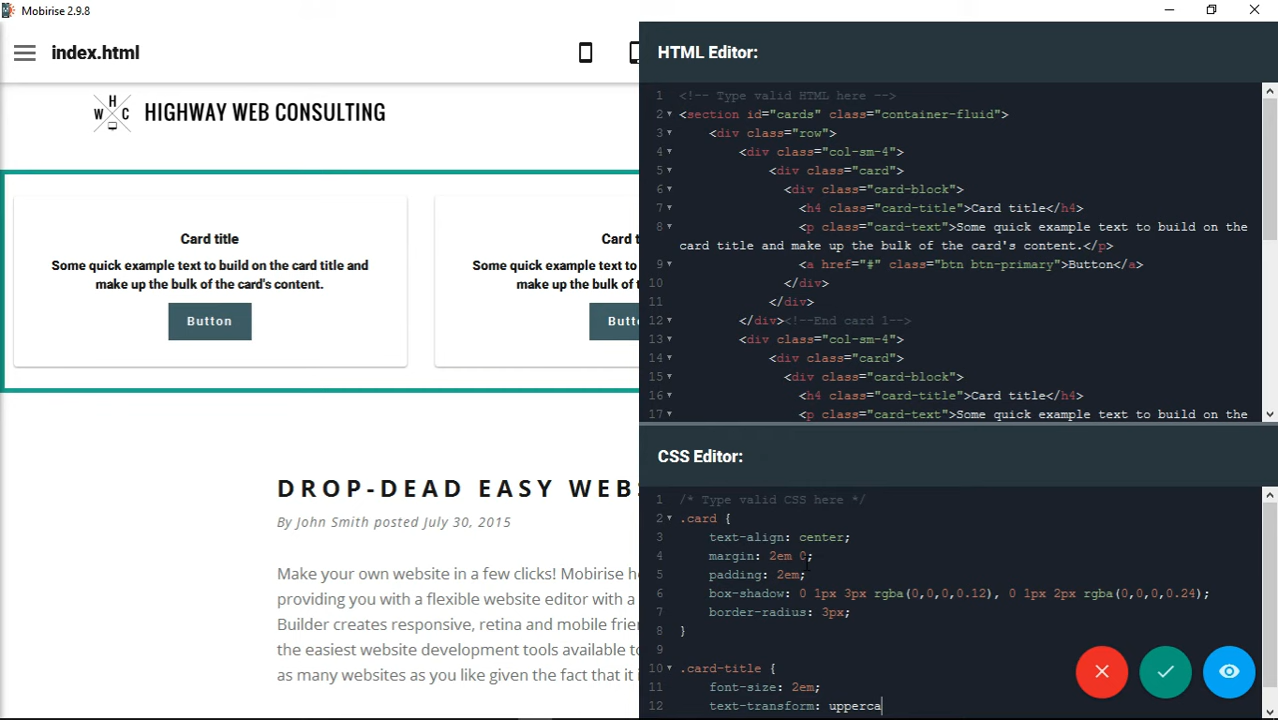 Mobirise 2.9.8
index.html
H
W C
HIGHWAY WEB CONSULTING
Card title
Some quick example text to build on the card title and
make up the bulk of the card's content.
Button
Card t
Some quick example text to
make up the bulk of t
Butt
DROP-DEAD EASY WEB
By John Smith posted July 30, 2015
Make your own website in a few clicks! Mobirise h
providing you with a flexible website editor with a
Builder creates responsive, retina and mobile frie
the easiest website development tools available to
as many websites as you like given the fact that it i
HTML Editor:
1 <!-- Type valid HTML here -->
2 <section id="cards" class="container-fluid">
3 <div class="row">
4 <div class="col-sm-4">
5 <div class="card">
6 <div class="card-block">
7 <h4 class="card-title">Card title</h4>
8 <p class="card-text">Some quick example text to build on the
card title and make up the bulk of the card's content.</p>
9 <a href="#" class="btn btn-primary">Button</a>
10 </div>
11 </div>
12 </div><!--End card 1-->
13 <div class="col-sm-4">
14 <div class="card">
15 <div class="card-block">
16 <h4 class="card-title">Card title</h4>
17 <p class="card-text">Some quick example text to build on the
CSS Editor:
1 /* Type valid CSS here */
2 .card {
3 text-align: center;
4 margin: 2em 0;
5 padding: 2em;
6 box-shadow: 0 1px 3px rgba(0,0,0,0.12), 0 1px 2px rgba(0,0,0,0.24);
7 border-radius: 3px;
8 }
9
10 .card-title {
11 font-size: 2em;
12 text-transform: upperca